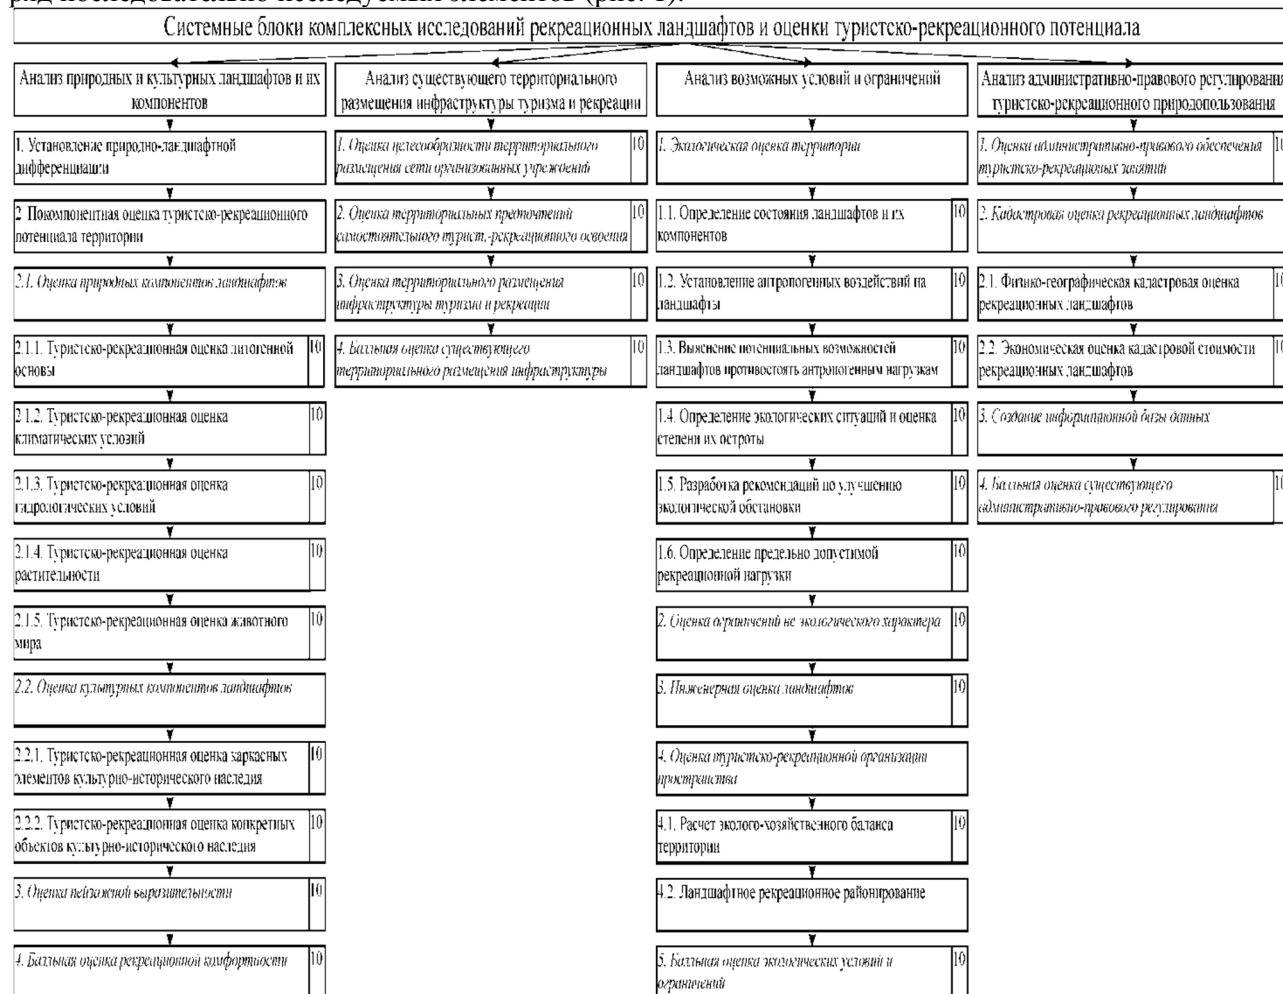 ряд последовательно исследуемых элементов (рис. 1).
Системные блоки комплексных исследований рекреационных ландшафтов и оценки туристско-рекреационного потенциала
Анализ природных и культурных ландшафтов и их
компонентов
1. Установление природно-ландшафтной
дифференциации
2 Покомпонентная оценка туристско-рекреационного
потенциала территории
2.1. Оценка природных компонентов ландшафтов
2.1.1. Туристско-рекреационная оценка литогенной
основы
10
2.1.2. Туристско-рекреационная оценка
климатических условий
10
2.1.3. Туристско-рекреационная оценка
гидрологических условий
10
2.1.4. Туристско-рекреационная оценка
растительности
10
2.1.5. Туристско-рекреационная оценка животного
мира
10
2.2. Оценка культурных компонентов ландшафтов
2.2.1. Туристско-рекреационная оценка каркасных
элементов культурно-исторического наследия
10
2.2.2. Туристско-рекреационная оценка конкретных
объектов культурно-исторического наследия
10
3. Оценка пейзажной выразительности
10
4. Балльная оценка рекреационной комфортности
10
Анализ существующего территориального
размещения инфраструктуры туризма и рекреации
1. Оценка целесообразности территориального
размещения сети организованных учреждений
10
2. Оценка территориальных предпочтений
самостоятельного турист.-рекреационного освоения
10
3. Оценка территориального размещения
инфраструктуры туризма и рекреации
10
4. Балльная оценка существующего
территориального размещения инфраструктуры
10
Анализ возможных условий и ограничений
1. Экологическая оценка территории
1.1. Определение состояния ландшафтов и их
компонентов
10
1.2. Установление антропогенных воздействий на
ландшафты
10
1.3. Выяснение потенциальных возможностей
ландшафтов противостоять антропогенным нагрузкам
10
1.4. Определение экологических ситуаций и оценка
степени их остроты
10
1.5. Разработка рекомендаций по улучшению
экологической обстановки
10
1.6. Определение предельно допустимой
рекреационной нагрузки
10
2. Оценка ограничений не экологического характера
10
3. Инженерная оценка ландшафтов
10
4. Оценка туристско-рекреационной организации
пространства
4.1. Расчет эколого-хозяйственного баланса
территории
10
4.2. Ландшафтное рекреационное районирование
5. Балльная оценка экологических условий и
ограничений
10
Анализ административно-правового регулирования
туристско-рекреационного природопользования
1. Оценка административно-правового обеспечения
туристско-рекреационых занятий
10
2. Кадастровая оценка рекреационных ландшафтов
2.1. Физико-географическая кадастровая оценка
рекреационных ландшафтов
10
2.2. Экономическая оценка кадастровой стоимости
рекреационных ландшафтов
10
3. Создание информационной базы данных
4. Балльная оценка существующего
административно-правового регулирования
10